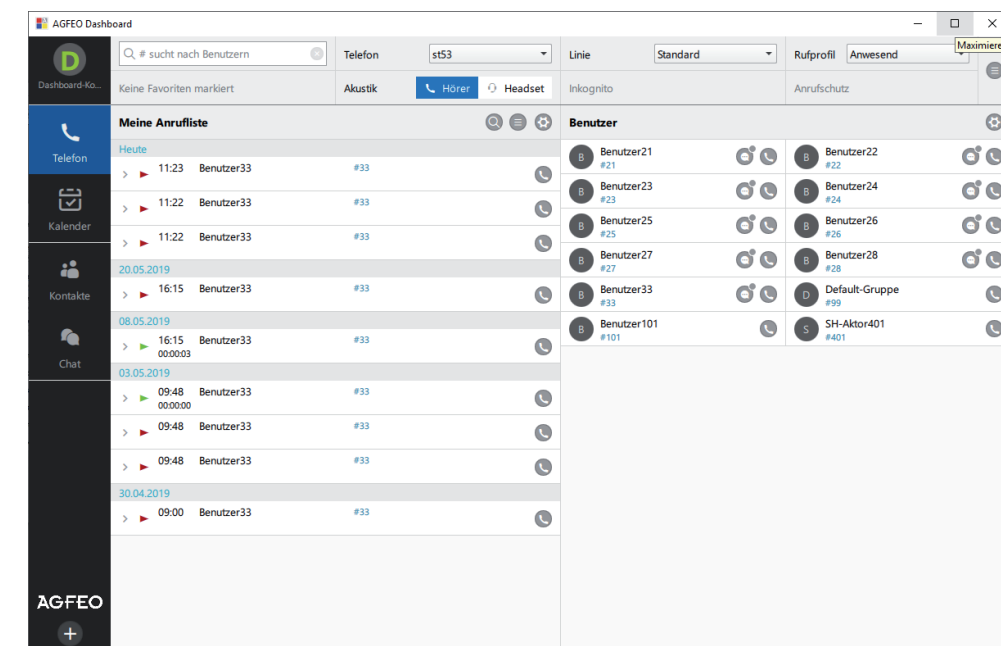 AGFEO Dashboard
D
Dashboard-Ko...
# sucht nach Benutzern
Telefon
st53
Linie
Standard
Rufprofil
Anwesend
Maximiere
Keine Favoriten markiert
Akustik
Hörer
Headset
Inkognito
Anrufschutz
Telefon
Kalender
Kontakte
Chat
AGFEO
+
Meine Anrufliste
Heute
11:23 Benutzer33 #33
11:22 Benutzer33 #33
11:22 Benutzer33 #33
20.05.2019
16:15 Benutzer33 #33
08.05.2019
16:15 Benutzer33 #33
00:00:03
03.05.2019
09:48 Benutzer33 #33
00:00:00
09:48 Benutzer33 #33
09:48 Benutzer33 #33
30.04.2019
09:00 Benutzer33 #33
Benutzer
B Benutzer21
#21
B Benutzer22
#22
B Benutzer23
#23
B Benutzer24
#24
B Benutzer25
#25
B Benutzer26
#26
B Benutzer27
#27
B Benutzer28
#28
B Benutzer33
#33
D Default-Gruppe
#99
B Benutzer101
#101
S SH-Aktor401
#401